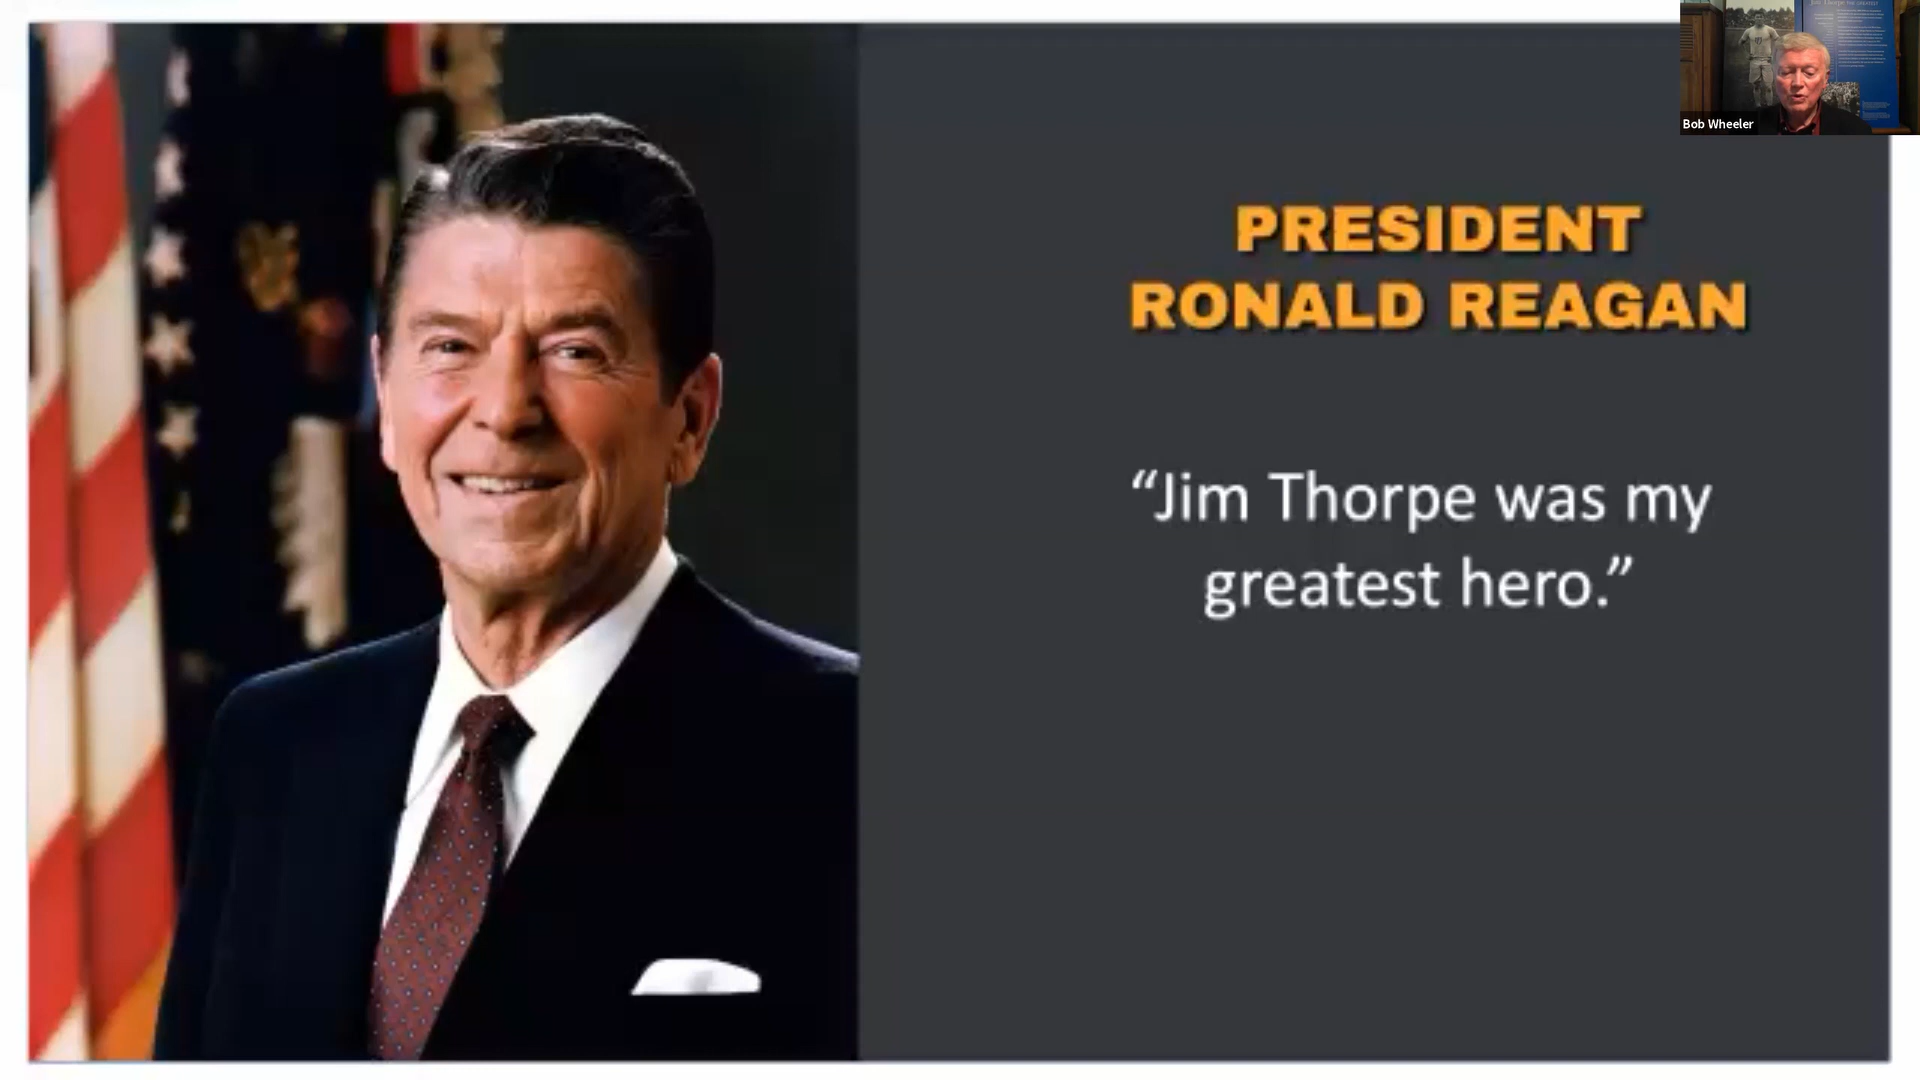 PRESIDENT
RONALD REAGAN
“Jim Thorpe was my
greatest hero.”
Bob Wheeler